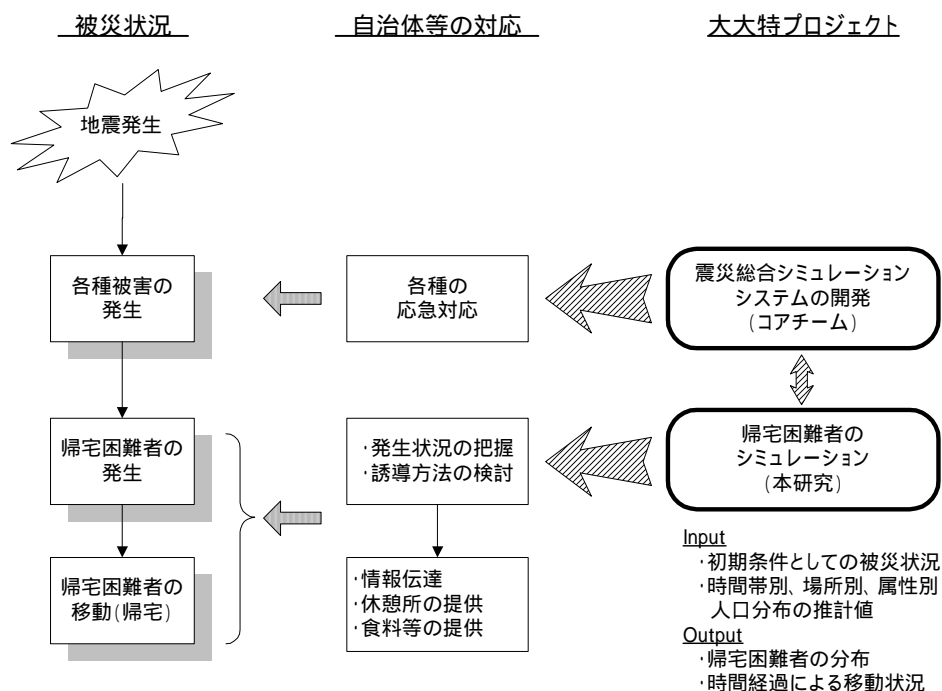 被災状況
自治体等の対応
大大特プロジェクト
地震発生
各種被害の
発生
各種の
応急対応
震災総合シミュレーション
システムの開発
(コアチーム)
帰宅困難者の
発生
・発生状況の把握
・誘導方法の検討
帰宅困難者の
シミュレーション
(本研究)
帰宅困難者の
移動(帰宅)
・情報伝達
・休憩所の提供
・食料等の提供
Input
・初期条件としての被災状況
・時間帯別、場所別、属性別
人口分布の推計値
Output
・帰宅困難者の分布
・時間経過による移動状況